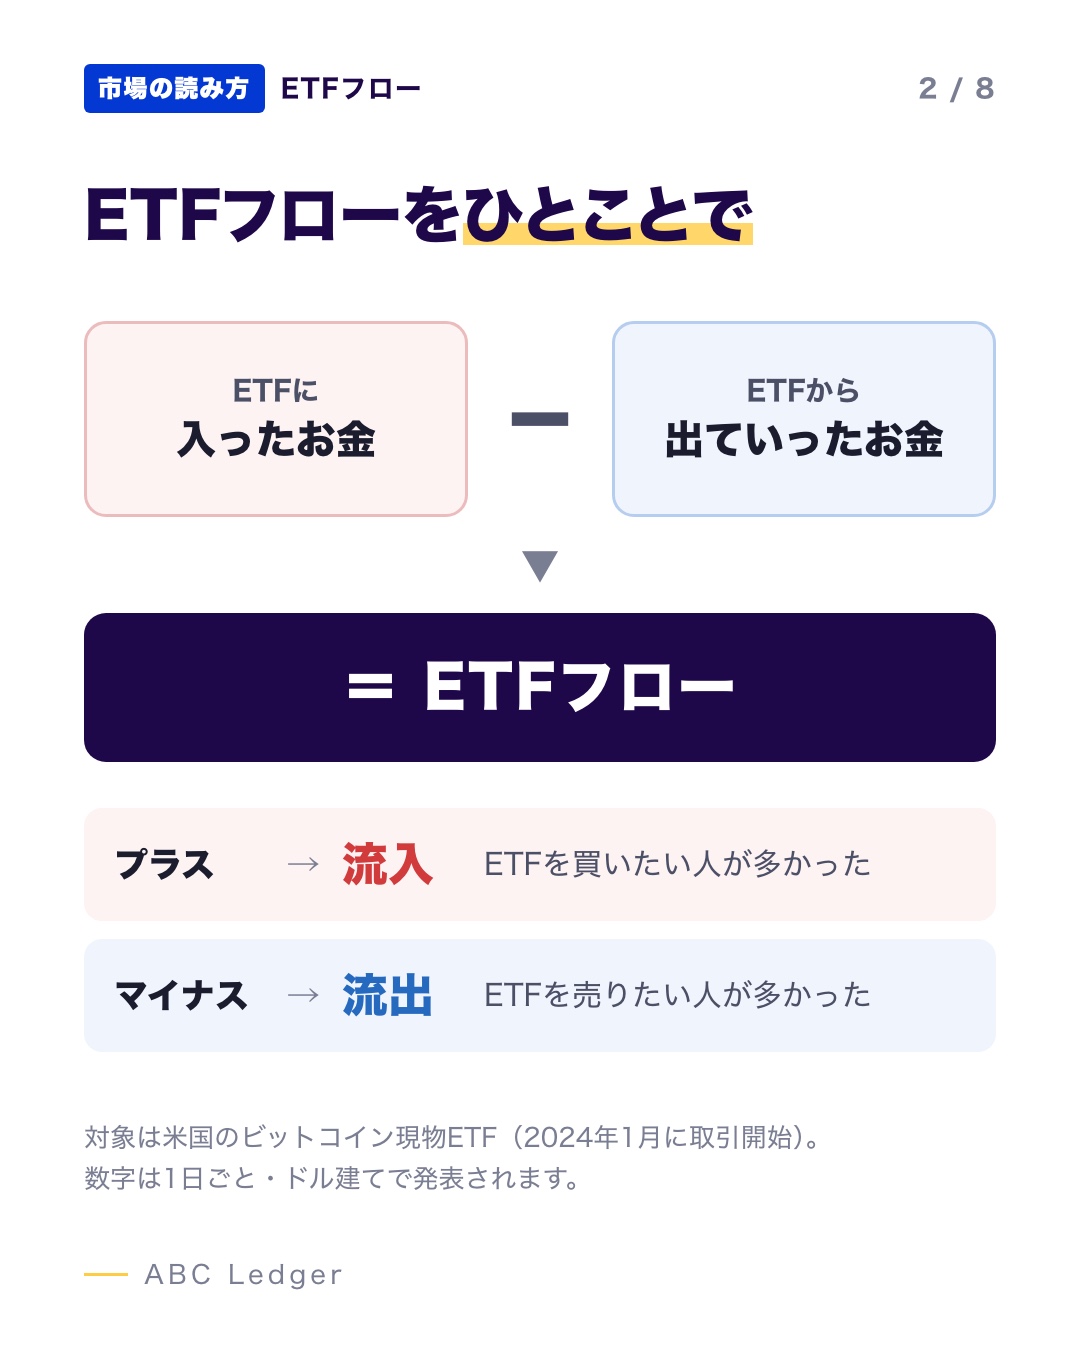 市場の読み方 ETFフロー 2 / 8
ETFフローをひとことで
ETFに
入ったお金
ー
ETFから
出ていったお金
▼
= ETFフロー
プラス → 流入 ETFを買いたい人が多かった
マイナス → 流出 ETFを売りたい人が多かった
対象は米国のビットコイン現物ETF（2024年1月に取引開始）。
数字は1日ごと・ドル建てで発表されます。
ABC Ledger